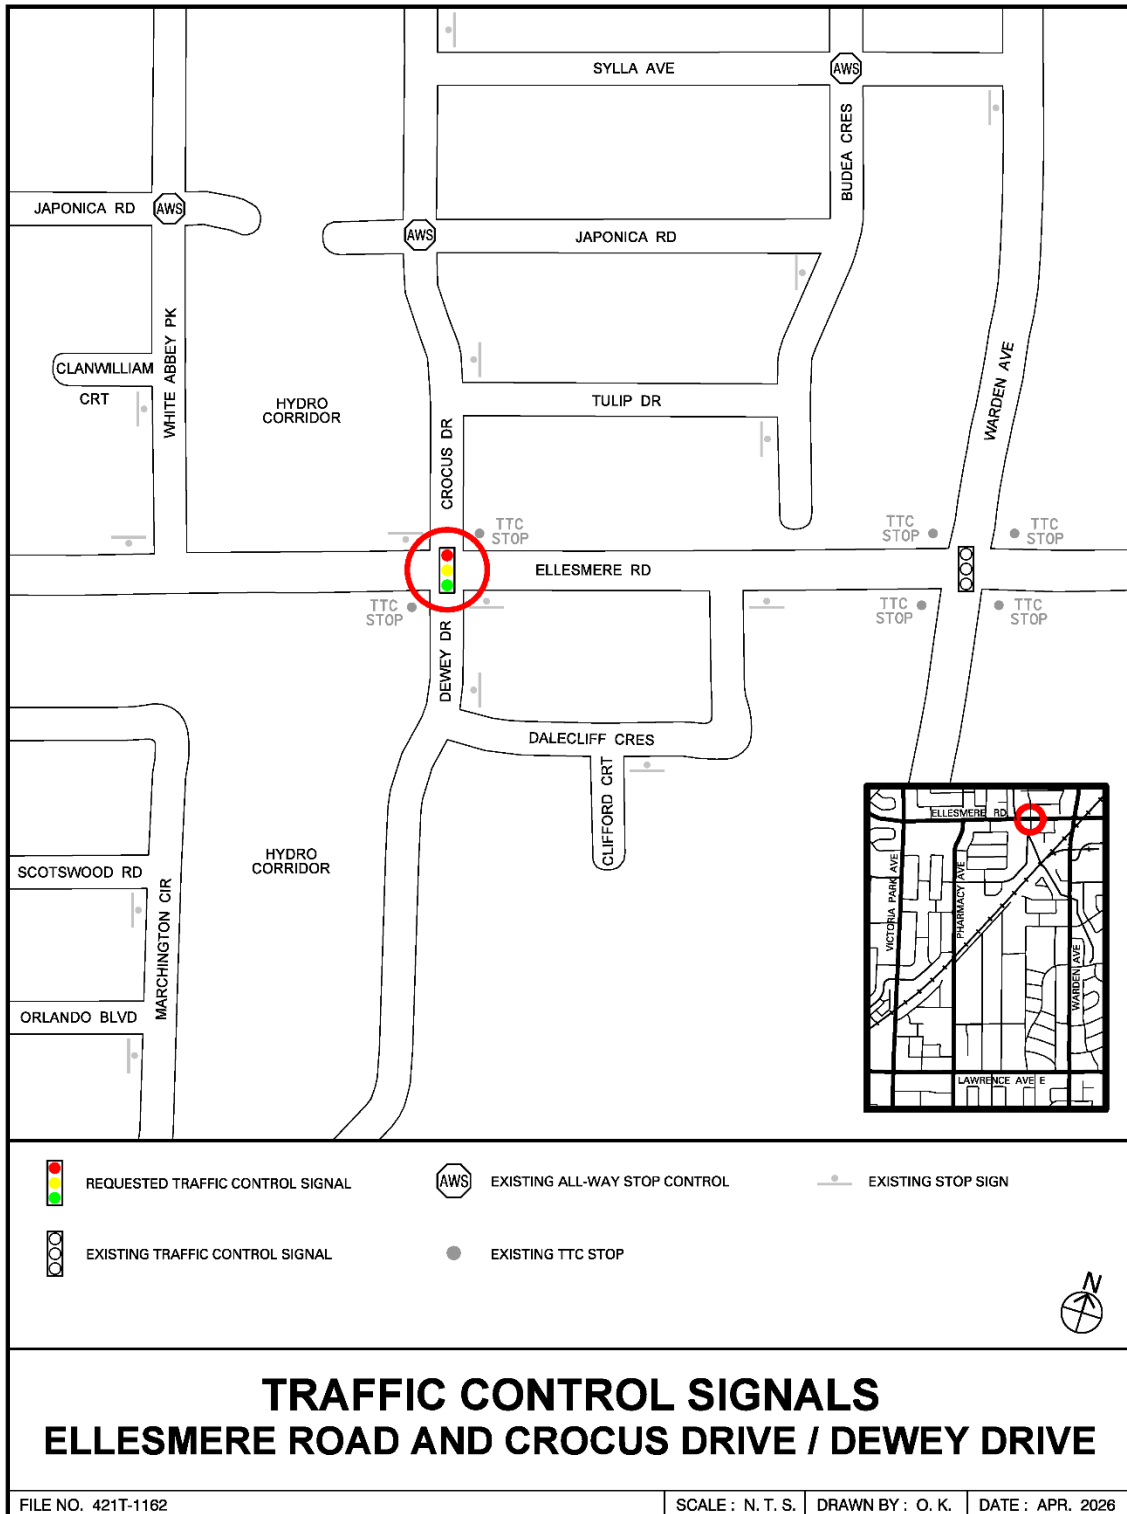 SYLLA AVE
AWS
BUDEA CRES
JAPONICA RD
AWS
AWS
JAPONICA RD
WHITE ABBEY PK
CLANWILLIAM
CRT
HYDRO
CORRIDOR
TULIP DR
WARDEN AVE
CROCUS DR
TTC
STOP
TTC
STOP
TTC
STOP
ELLESMERE RD
TTC
STOP
TTC
STOP
TTC
STOP
DEWEY DR
DALECLIFF CRES
CLIFFORD CRT
HYDRO
CORRIDOR
SCOTSWOOD RD
MARCHINGTON CIR
ORLANDO BLVD
ELLESMERE RD
VICTORIA PARK AVE
PHARMACY AVE
WARDEN AVE
LAWRENCE AVE E
REQUESTED TRAFFIC CONTROL SIGNAL
AWS
EXISTING ALL-WAY STOP CONTROL
EXISTING STOP SIGN
EXISTING TRAFFIC CONTROL SIGNAL
EXISTING TTC STOP
N
TRAFFIC CONTROL SIGNALS
ELLESMERE ROAD AND CROCUS DRIVE / DEWEY DRIVE
FILE NO. 421T-1162
SCALE : N. T. S.
DRAWN BY : O. K.
DATE : APR. 2026